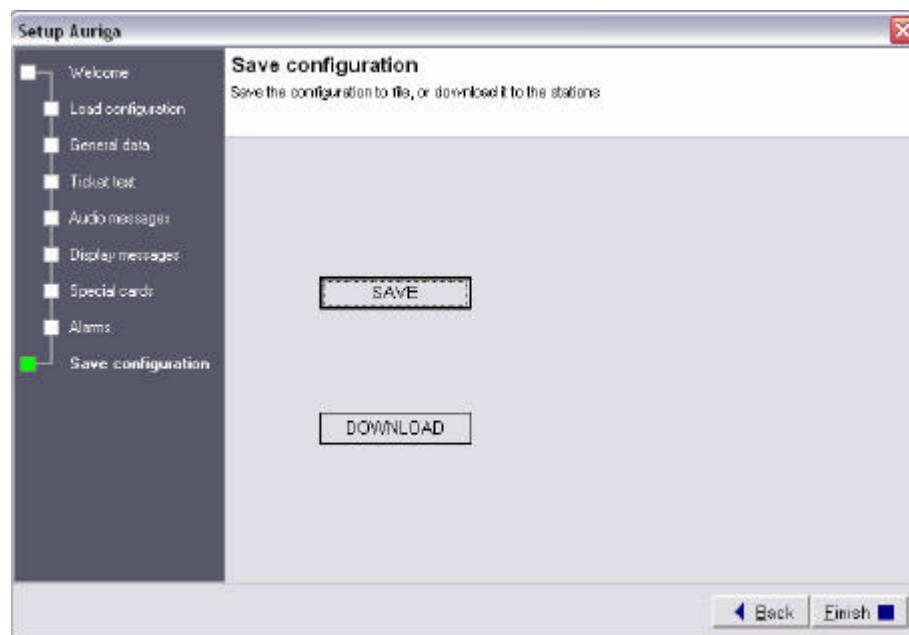 Setup Auriga
Welcome
Load configuration
General data
Ticket text
Audio messages
Display messages
Special cards
Alarms
Save configuration
Save configuration
Save the configuration to file, or download it to the stations
SAVE
DOWNLOAD
Back
Finish